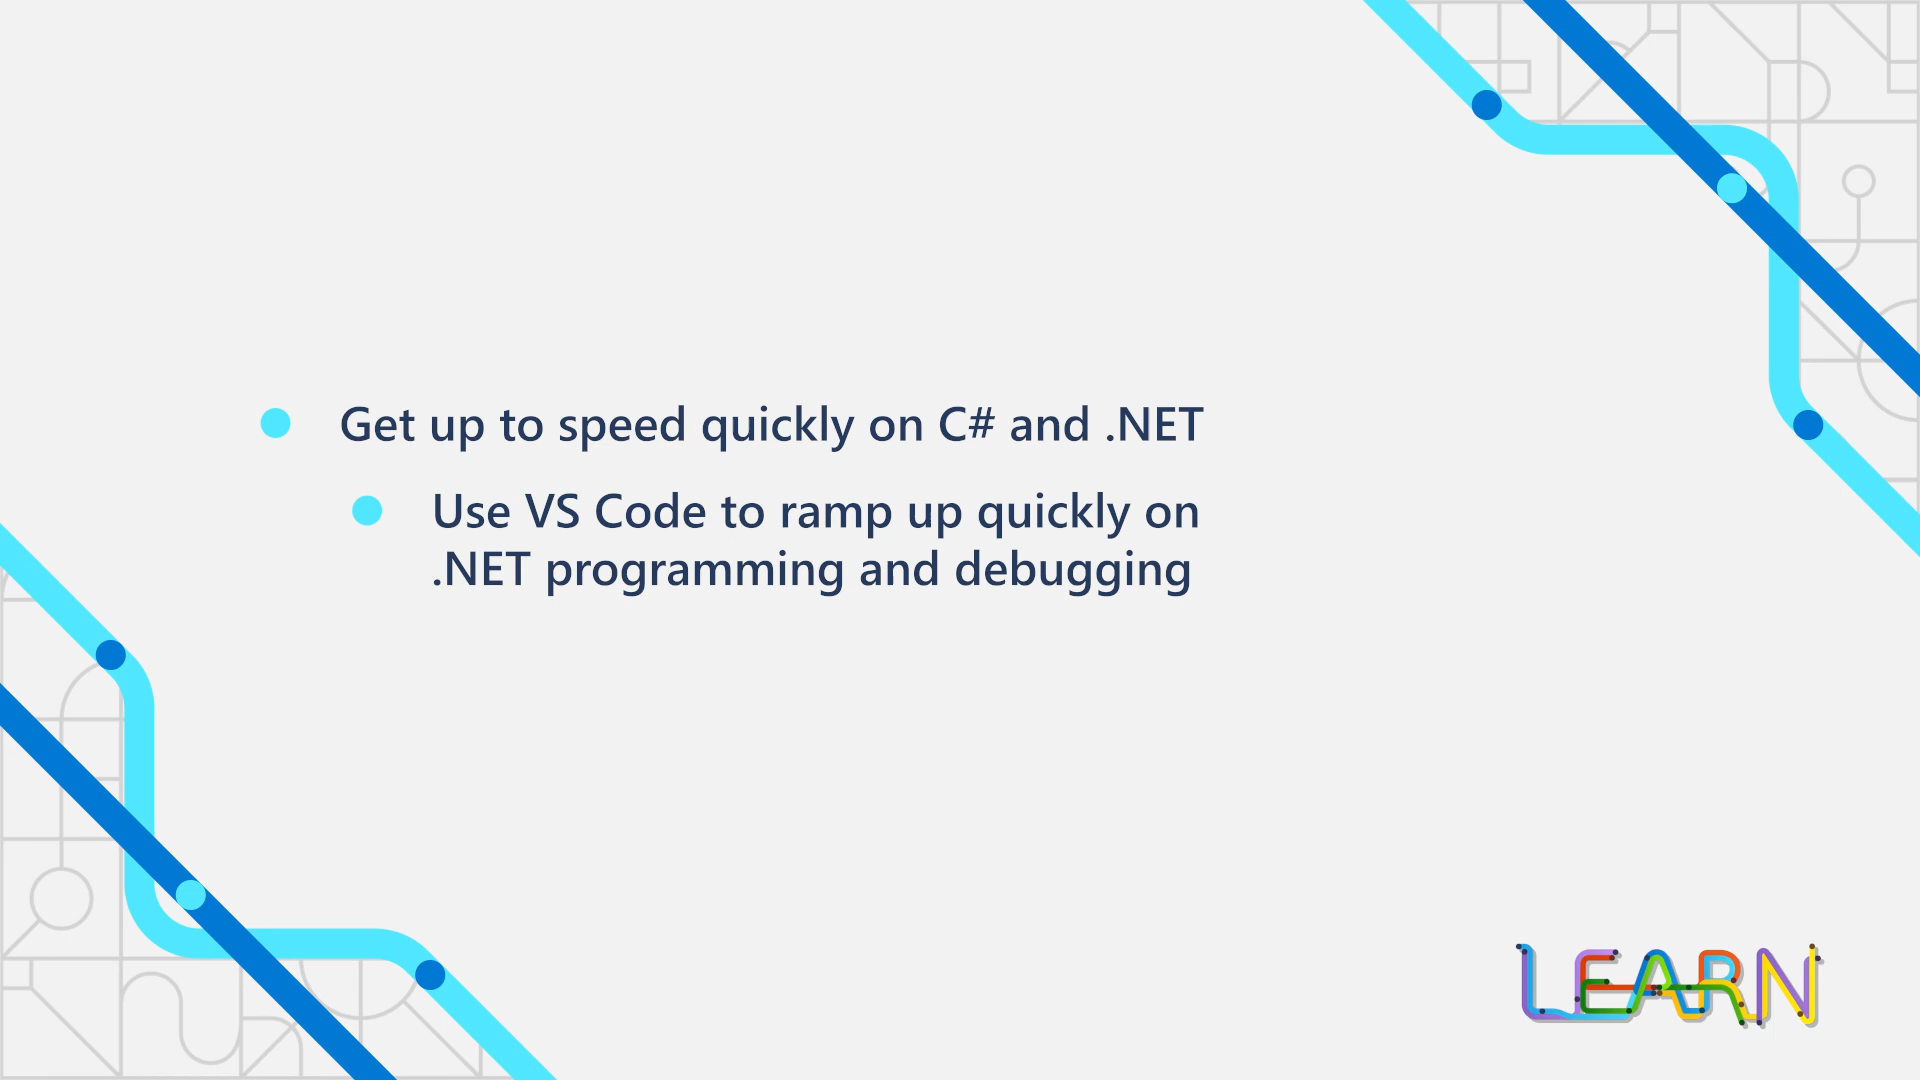 Get up to speed quickly on C# and .NET
Use VS Code to ramp up quickly on
.NET programming and debugging
LEARN